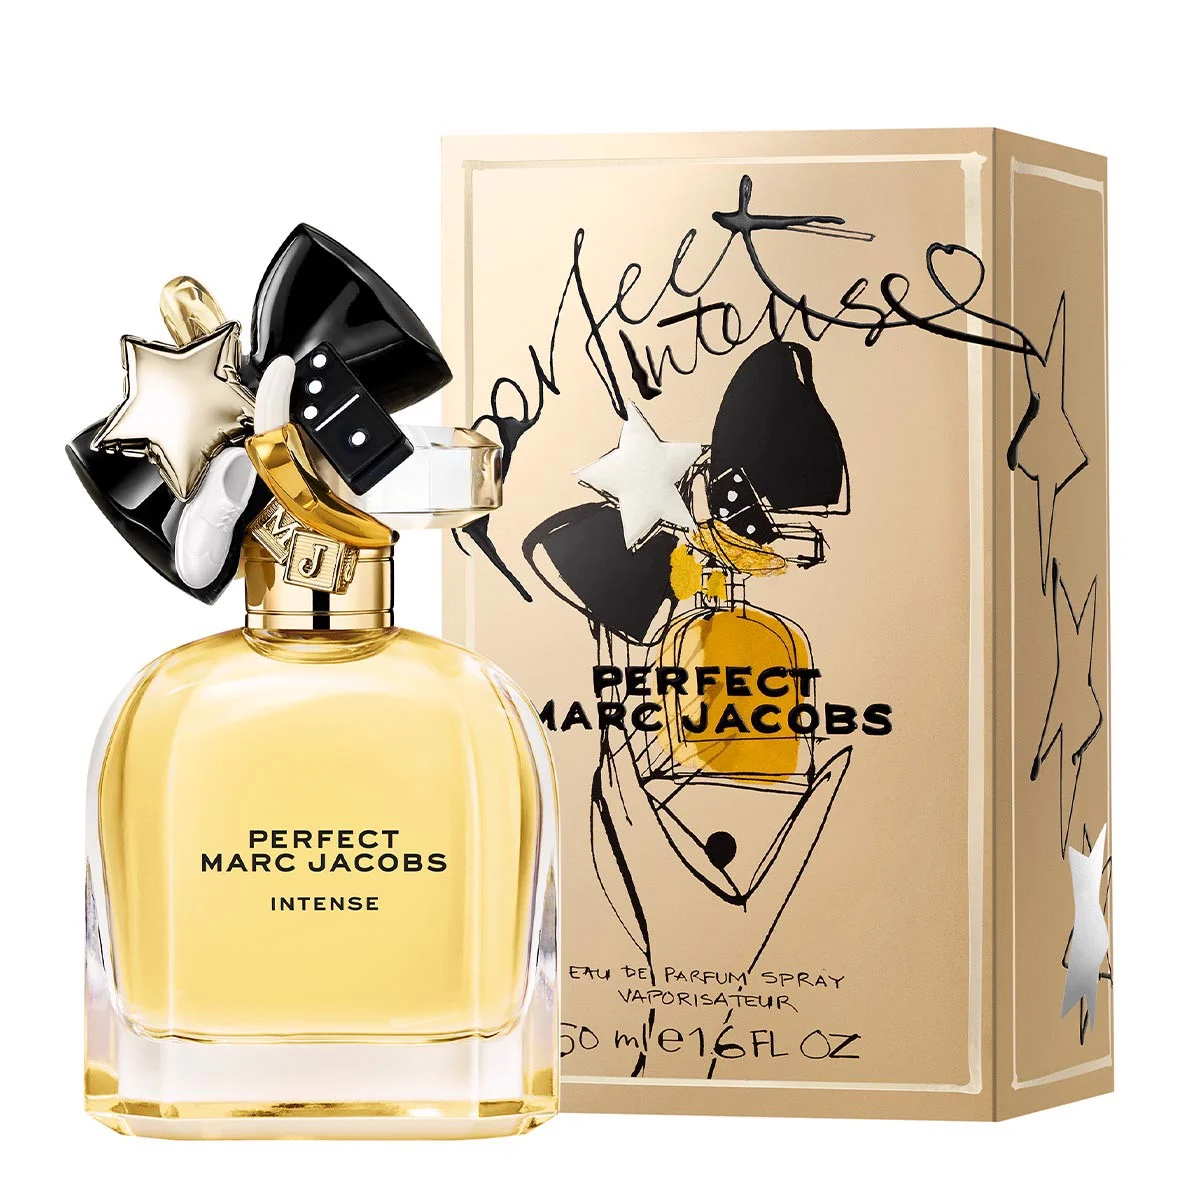 perfect
intense
PERFECT
MARC JACOBS
EAU DE PARFUM SPRAY
VAPORISATEUR
50 ml e 1.6 FL OZ
M
J
PERFECT
MARC JACOBS
INTENSE